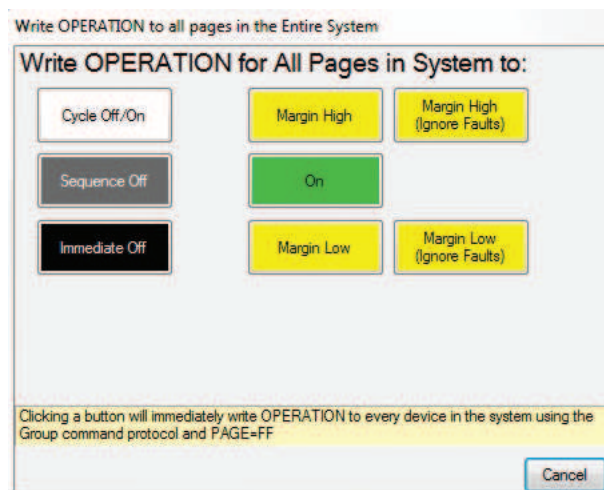 Write OPERATION to all pages in the Entire System
Write OPERATION for All Pages in System to:
Cycle Off/On
Margin High
Margin High
(Ignore Faults)
Sequence Off
On
Immediate Off
Margin Low
Margin Low
(Ignore Faults)
Clicking a button will immediately write OPERATION to every device in the system using the
Group command protocol and PAGE=FF
Cancel